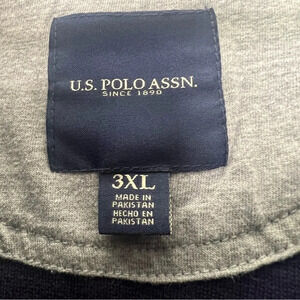 U.S. POLO ASSN.
SINCE 1890
3XL
MADE IN
PAKISTAN
HECHO EN
PAKISTAN